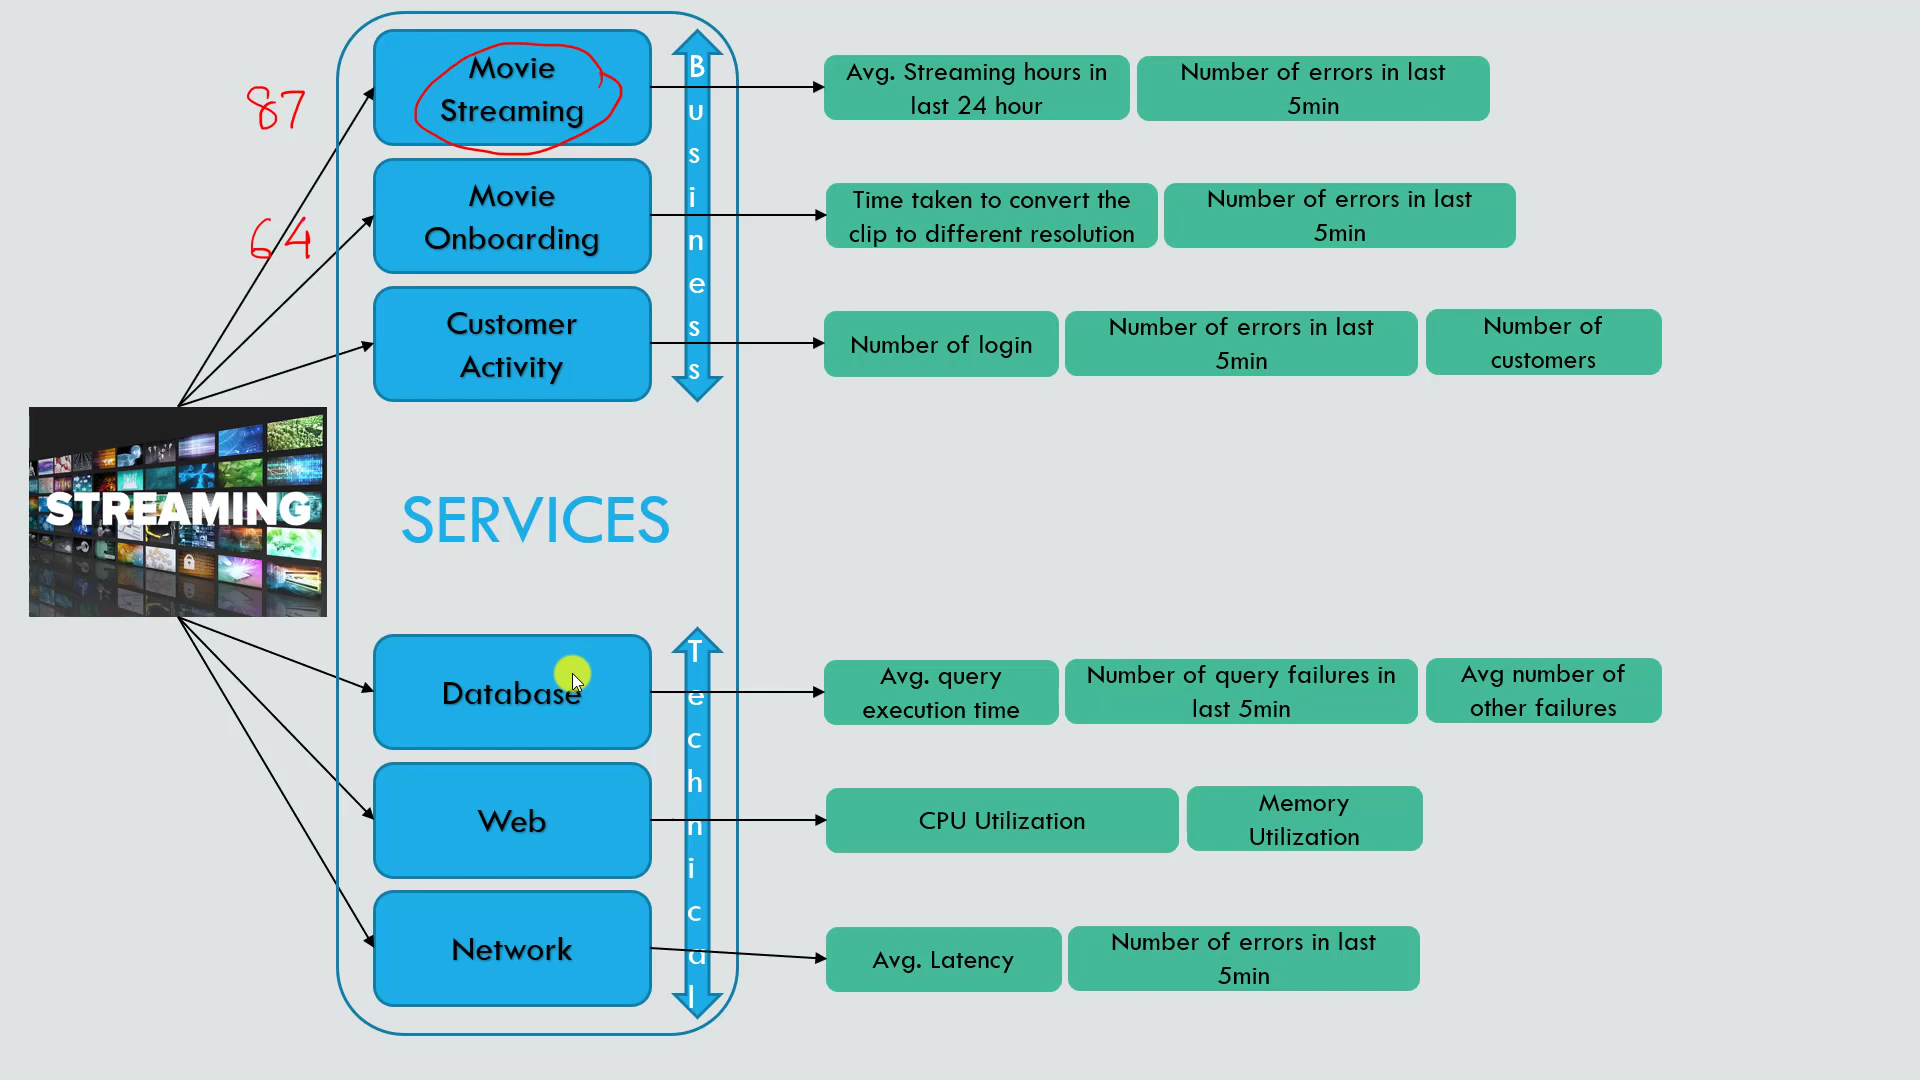 87
Movie
Streaming
Avg. Streaming hours in
last 24 hour
Number of errors in last
5min
64
Movie
Onboarding
Time taken to convert the
clip to different resolution
Number of errors in last
5min
Customer
Activity
Number of login
Number of errors in last
5min
Number of
customers
Business
STREAMING
SERVICES
Database
Avg. query
execution time
Number of query failures in
last 5min
Avg number of
other failures
Web
CPU Utilization
Memory
Utilization
Network
Avg. Latency
Number of errors in last
5min
Technical